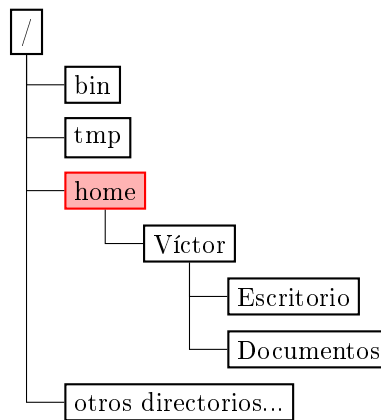 /
bin
tmp
home
Víctor
Escritorio
Documentos
otros directorios...